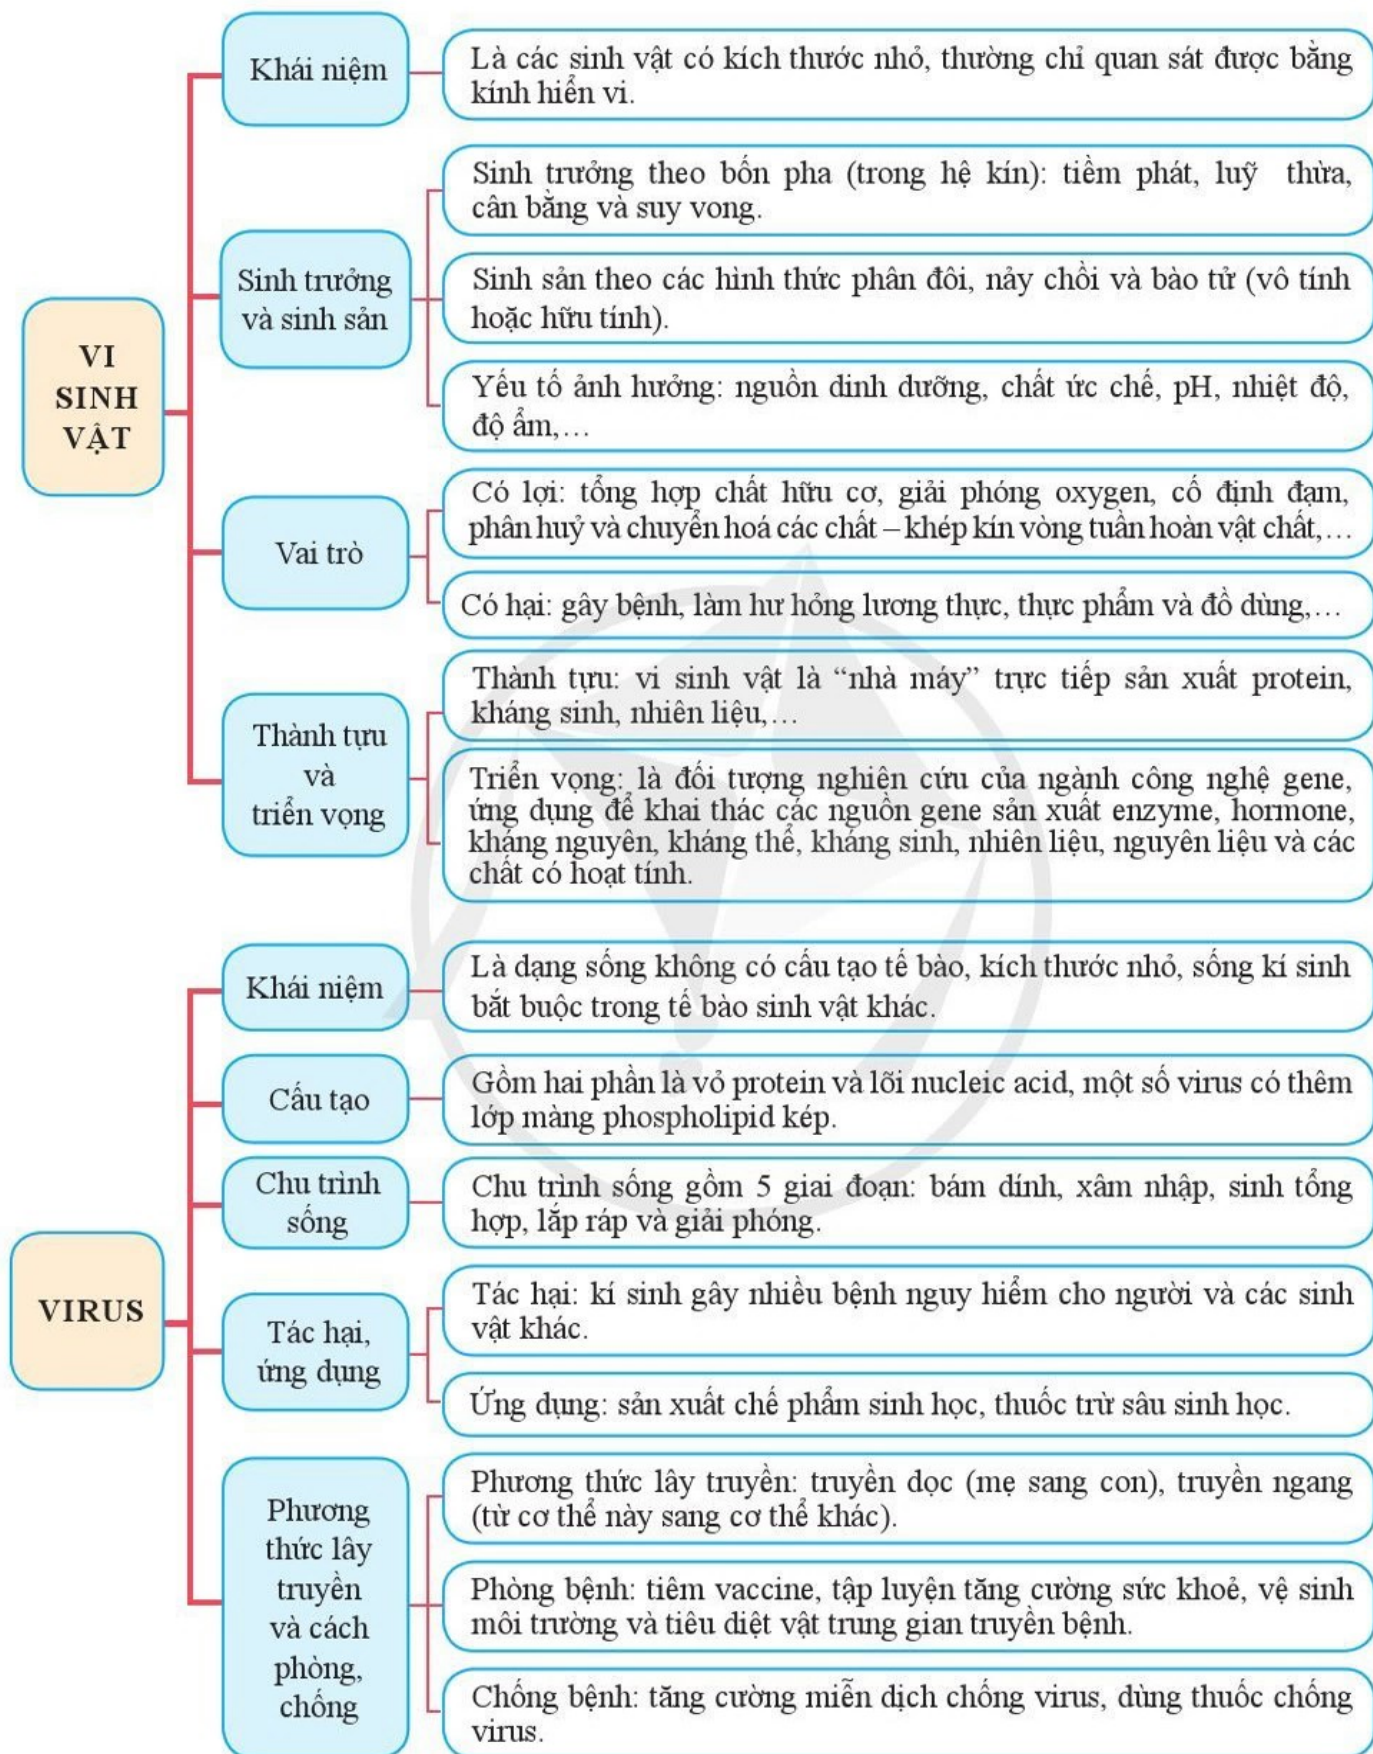 VI
SINH
VẬT
Khái niệm
Là các sinh vật có kích thước nhỏ, thường chỉ quan sát được bằng
kính hiển vi.
Sinh trưởng
và sinh sản
Sinh trưởng theo bốn pha (trong hệ kín): tiềm phát, luỹ thừa,
cân bằng và suy vong.
Sinh sản theo các hình thức phân đôi, nảy chồi và bào tử (vô tính
hoặc hữu tính).
Yếu tố ảnh hưởng: nguồn dinh dưỡng, chất ức chế, pH, nhiệt độ,
độ ẩm,…
Vai trò
Có lợi: tổng hợp chất hữu cơ, giải phóng oxygen, cố định đạm,
phân huỷ và chuyển hoá các chất – khép kín vòng tuần hoàn vật chất,…
Có hại: gây bệnh, làm hư hỏng lương thực, thực phẩm và đồ dùng,…
Thành tựu
và
triển vọng
Thành tựu: vi sinh vật là “nhà máy” trực tiếp sản xuất protein,
kháng sinh, nhiên liệu,…
Triển vọng: là đối tượng nghiên cứu của ngành công nghệ gene,
ứng dụng để khai thác các nguồn gene sản xuất enzyme, hormone,
kháng nguyên, kháng thể, kháng sinh, nhiên liệu, nguyên liệu và các
chất có hoạt tính.
VIRUS
Khái niệm
Là dạng sống không có cấu tạo tế bào, kích thước nhỏ, sống kí sinh
bắt buộc trong tế bào sinh vật khác.
Cấu tạo
Gồm hai phần là vỏ protein và lõi nucleic acid, một số virus có thêm
lớp màng phospholipid kép.
Chu trình
sống
Chu trình sống gồm 5 giai đoạn: bám dính, xâm nhập, sinh tổng
hợp, lắp ráp và giải phóng.
Tác hại,
ứng dụng
Tác hại: kí sinh gây nhiều bệnh nguy hiểm cho người và các sinh
vật khác.
Ứng dụng: sản xuất chế phẩm sinh học, thuốc trừ sâu sinh học.
Phương
thức lây
truyền
và cách
phòng,
chống
Phương thức lây truyền: truyền dọc (mẹ sang con), truyền ngang
(từ cơ thể này sang cơ thể khác).
Phòng bệnh: tiêm vaccine, tập luyện tăng cường sức khoẻ, vệ sinh
môi trường và tiêu diệt vật trung gian truyền bệnh.
Chống bệnh: tăng cường miễn dịch chống virus, dùng thuốc chống
virus.